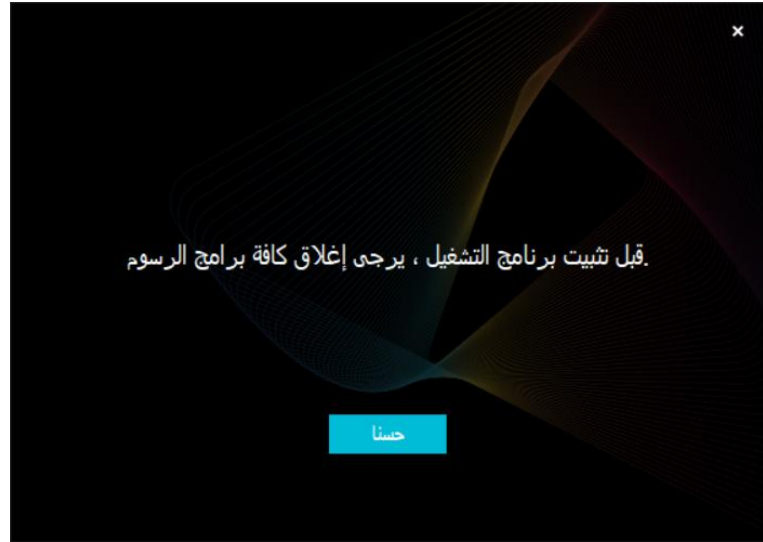 قبل تثبيت برنامج التشغيل ، يرجى إغلاق كافة برامج الرسوم.
حسنا